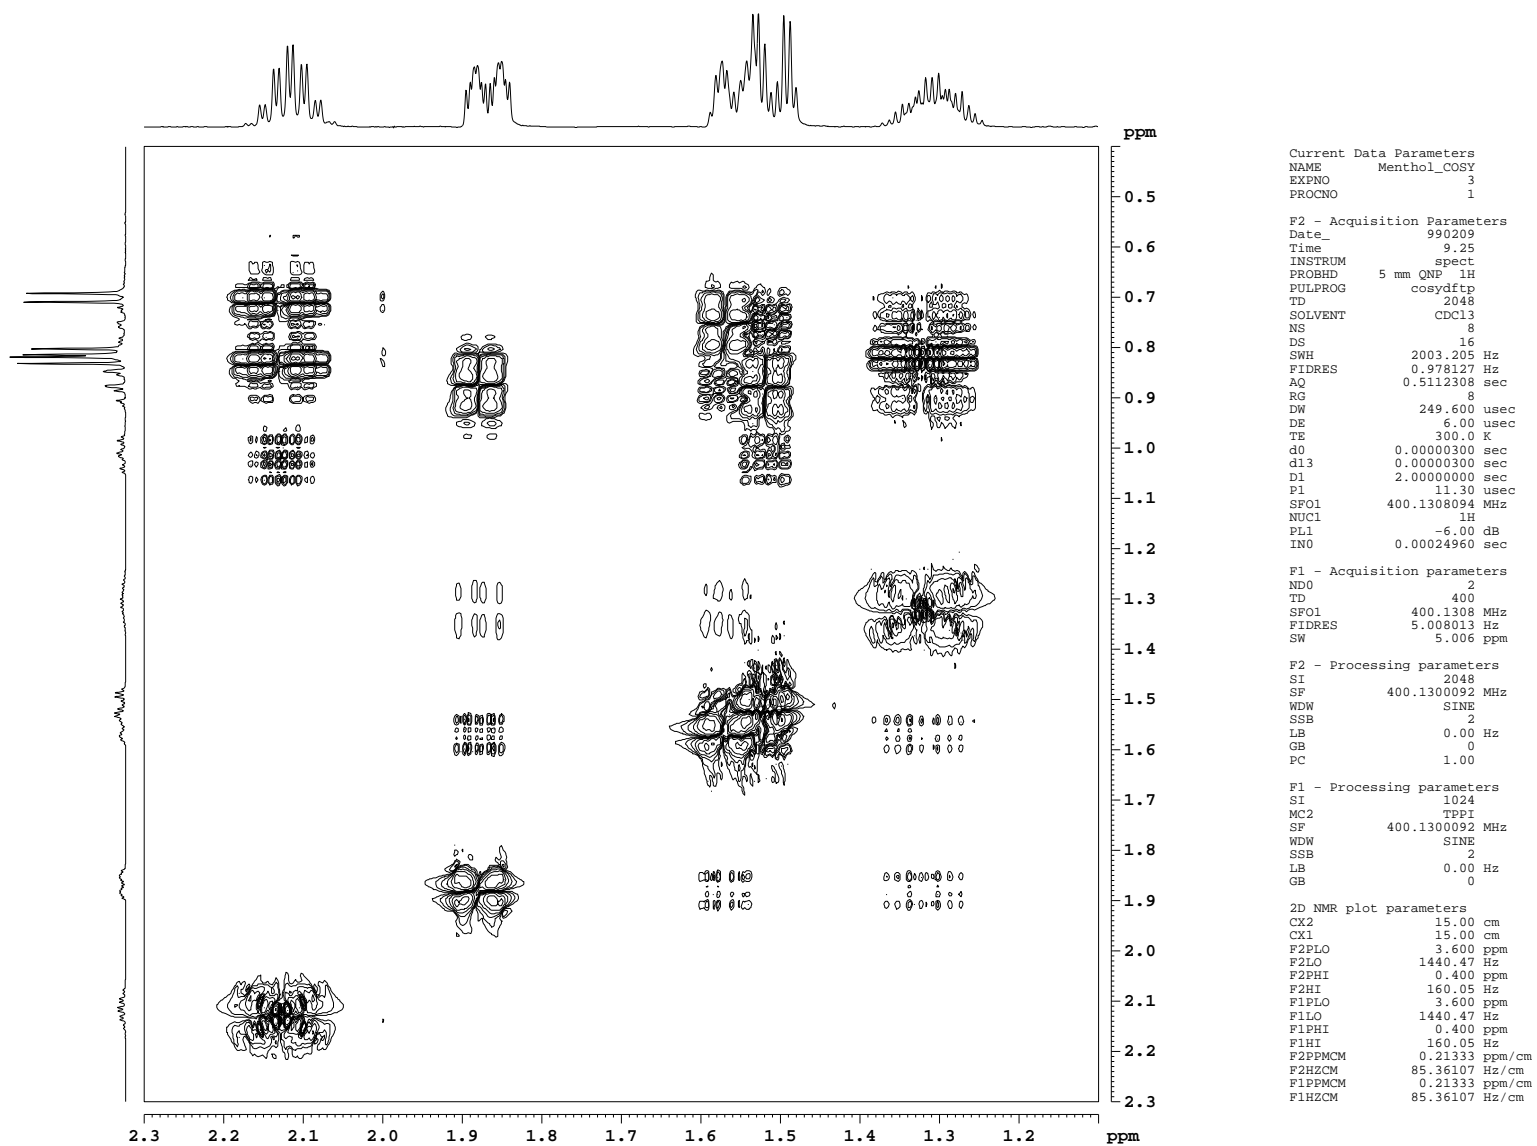 ppm
0.5
0.6
0.7
0.8
0.9
1.0
1.1
1.2
1.3
1.4
1.5
1.6
1.7
1.8
1.9
2.0
2.1
2.2
2.3
2.3 2.2 2.1 2.0 1.9 1.8 1.7 1.6 1.5 1.4 1.3 1.2 ppm
Current Data Parameters
NAME Menthol_COSY
EXPNO 3
PROCNO 1
F2 - Acquisition Parameters
Date_ 990209
Time 9.25
INSTRUM spect
PROBHD 5 mm QNP 1H
PULPROG cosydftp
TD 2048
SOLVENT CDCl3
NS 8
DS 16
SWH 2003.205 Hz
FIDRES 0.978127 Hz
AQ 0.5112308 sec
RG 8
DW 249.600 usec
DE 6.00 usec
TE 300.0 K
d0 0.00000300 sec
d13 0.00000300 sec
D1 2.00000000 sec
P1 11.30 usec
SFO1 400.1308094 MHz
NUC1 1H
PL1 -6.00 dB
IN0 0.00024960 sec
F1 - Acquisition parameters
ND0 2
TD 400
SFO1 400.1308 MHz
FIDRES 5.008013 Hz
SW 5.006 ppm
F2 - Processing parameters
SI 2048
SF 400.1300092 MHz
WDW SINE
SSB 2
LB 0.00 Hz
GB 0
PC 1.00
F1 - Processing parameters
SI 1024
MC2 TPPI
SF 400.1300092 MHz
WDW SINE
SSB 2
LB 0.00 Hz
GB 0
2D NMR plot parameters
CX2 15.00 cm
CX1 15.00 cm
F2PLO 3.600 ppm
F2LO 1440.47 Hz
F2PHI 0.400 ppm
F2HI 160.05 Hz
F1PLO 3.600 ppm
F1LO 1440.47 Hz
F1PHI 0.400 ppm
F1HI 160.05 Hz
F2PPMCM 0.21333 ppm/cm
F2HZCM 85.36107 Hz/cm
F1PPMCM 0.21333 ppm/cm
F1HZCM 85.36107 Hz/cm